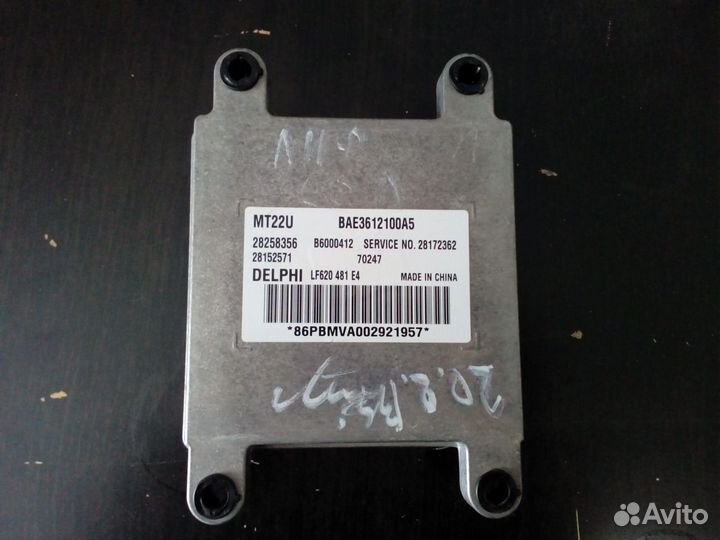 MT22U BAE3612100A5
28258356 B6000412 SERVICE NO. 28172362
28152571 70247
DELPHI LF620 481 E4 MADE IN CHINA
*86PBMVA002921957*
Avito